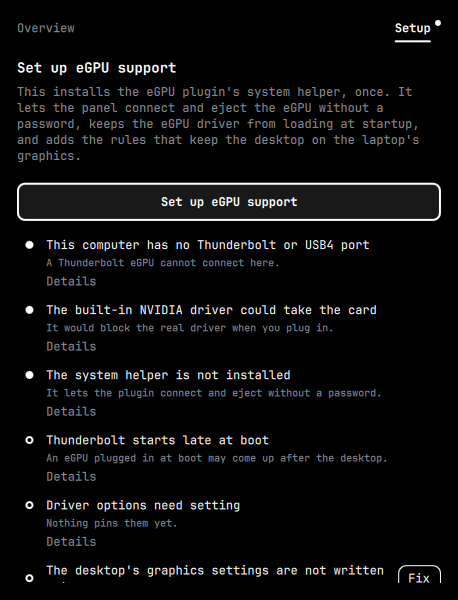 Overview
Setup
Set up eGPU support
This installs the eGPU plugin's system helper, once. It
lets the panel connect and eject the eGPU without a
password, keeps the eGPU driver from loading at startup,
and adds the rules that keep the desktop on the laptop's
graphics.
Set up eGPU support
This computer has no Thunderbolt or USB4 port
A Thunderbolt eGPU cannot connect here.
Details
The built-in NVIDIA driver could take the card
It would block the real driver when you plug in.
Details
The system helper is not installed
It lets the plugin connect and eject without a password.
Details
Thunderbolt starts late at boot
An eGPU plugged in at boot may come up after the desktop.
Details
Driver options need setting
Nothing pins them yet.
Details
The desktop's graphics settings are not written
Fix